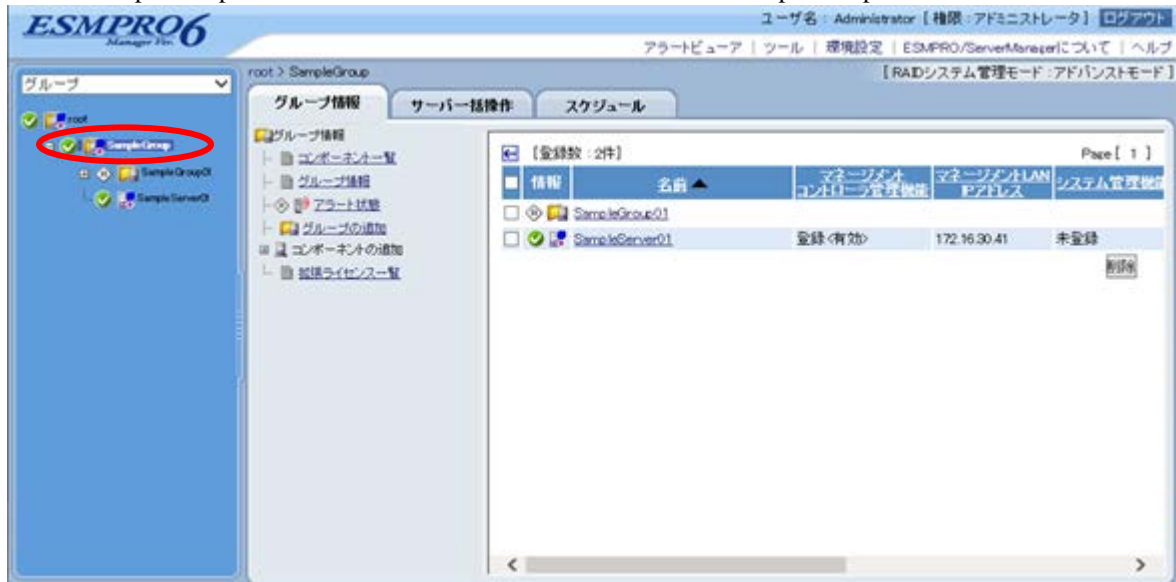 ESMPRO6
Manager Ver. 6
ユーザ名 : Administrator [ 権限 : アドミニストレータ ] ログアウト
アラートビューア | ツール | 環境設定 | ESMPRO/ServerManagerについて | ヘルプ
グループ
root > SampleGroup
[ RAIDシステム管理モード : アドバンストモード ]
グループ情報 サーバ一括操作 スケジュール
root
SampleGroup
SampleGroup01
SampleServer01
グループ情報
コンポーネント一覧
グループ情報
アラート状態
グループの追加
コンポーネントの追加
拡張ライセンス一覧
[登録数 : 2件] Page [ 1 ]
情報 名前▲ マネージメントコントローラ管理機能 マネージメントLAN IPアドレス システム管理機能
SampleGroup01
SampleServer01 登録<有効> 172.16.30.41 未登録
削除